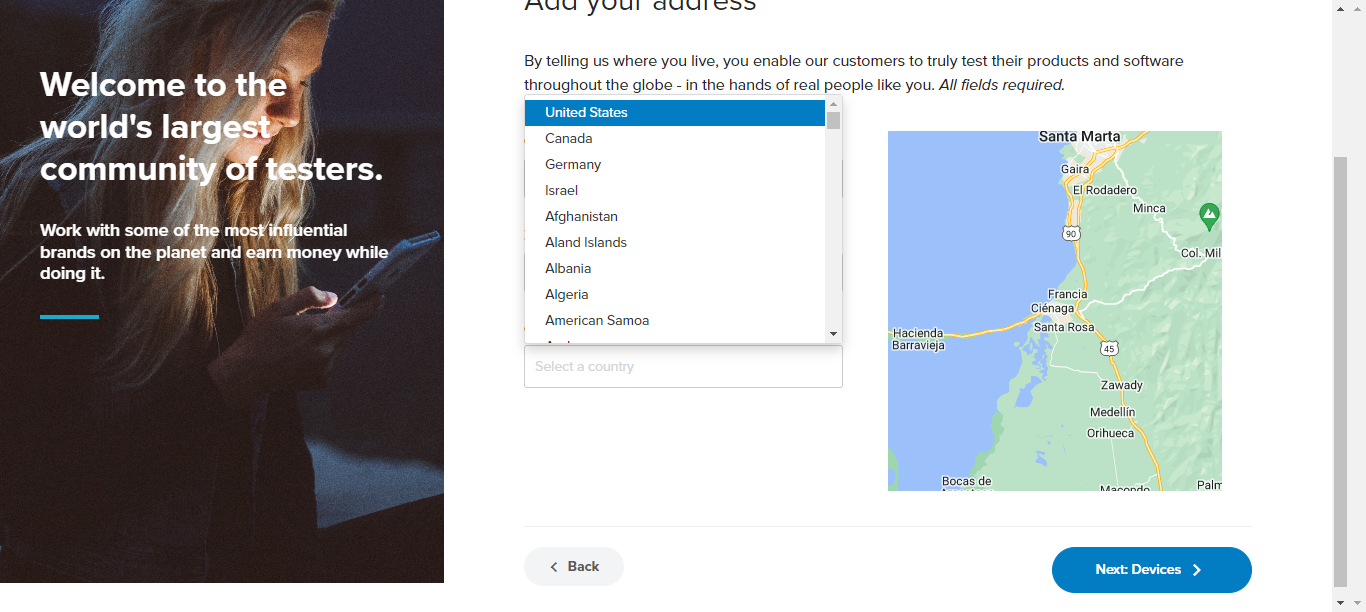 Add your address
Welcome to the
world's largest
community of testers.
Work with some of the most influential
brands on the planet and earn money while
doing it.
By telling us where you live, you enable our customers to truly test their products and software
throughout the globe - in the hands of real people like you. All fields required.
United States
Canada
Germany
Israel
Afghanistan
Aland Islands
Albania
Algeria
American Samoa
Select a country
Santa Marta
Gaira
El Rodadero
Minca
90
Col. Mil
Francia
Ciénaga
Santa Rosa
Hacienda
Barravieja
45
Zawady
Medellín
Orihueca
Bocas de
Macondo
Palm
Back
Next: Devices